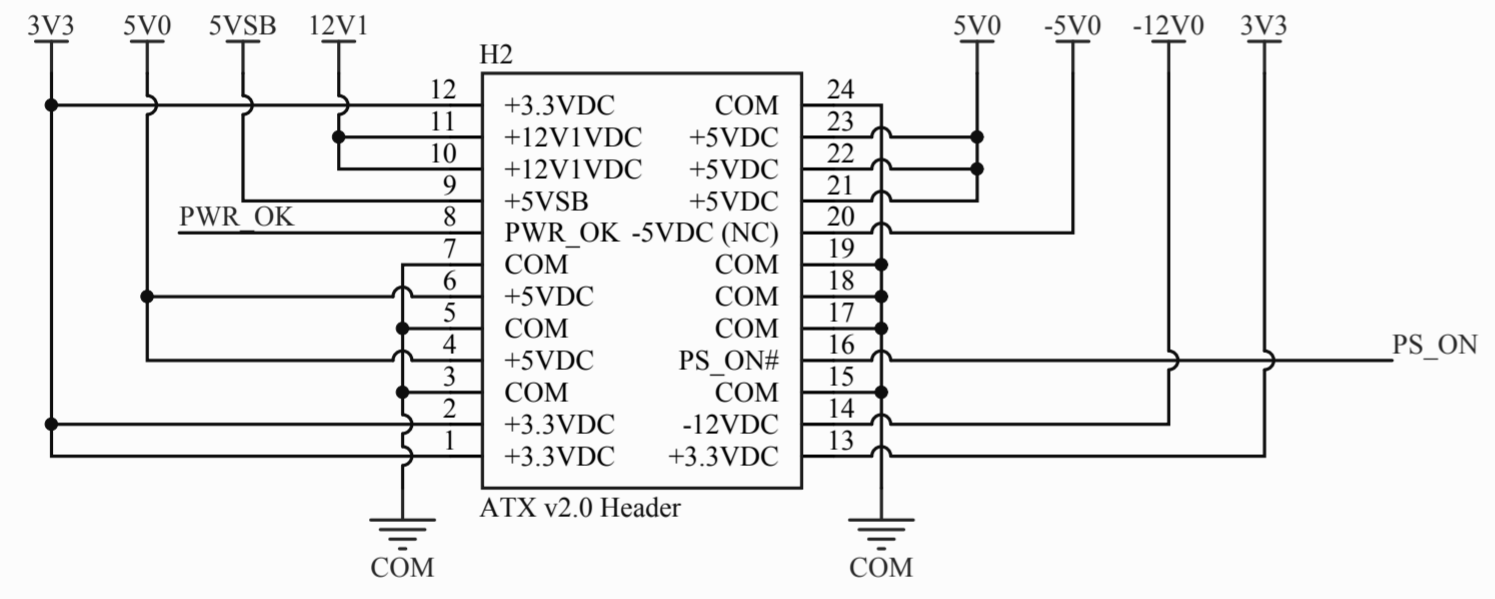 3V3 5V0 5VSB 12V1 5V0 -5V0 -12V0 3V3
H2
12 +3.3VDC COM 24
11 +12V1VDC +5VDC 23
10 +12V1VDC +5VDC 22
9 +5VSB +5VDC 21
PWR_OK 8 PWR_OK -5VDC (NC) 20
7 COM COM 19
6 +5VDC COM 18
5 COM COM 17
4 +5VDC PS_ON# 16 PS_ON
3 COM COM 15
2 +3.3VDC -12VDC 14
1 +3.3VDC +3.3VDC 13
ATX v2.0 Header
COM COM